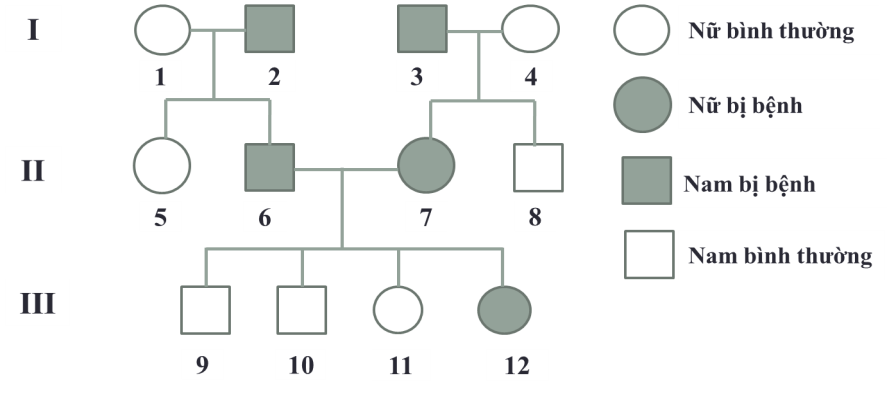 I
1 2 3 4
Nữ bình thường
Nữ bị bệnh
II
5 6 7 8
Nam bị bệnh
Nam bình thường
III
9 10 11 12